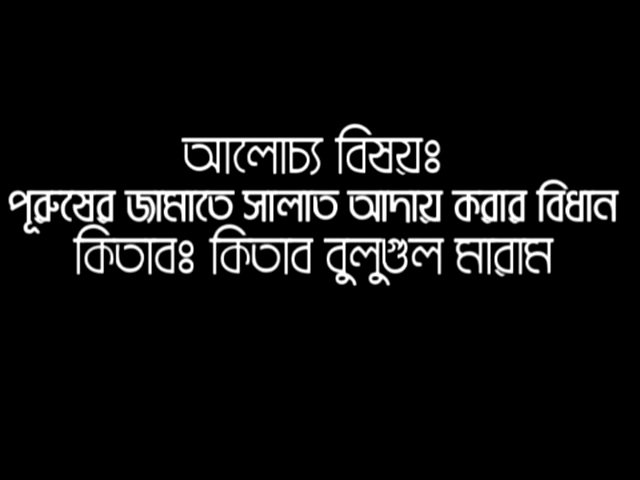 আলোচ্য বিষয়ঃ
পূরুষের জামাতে সালাত আদায় করার বিধান
কিতাবঃ কিতাব বুলুগুল মারাম